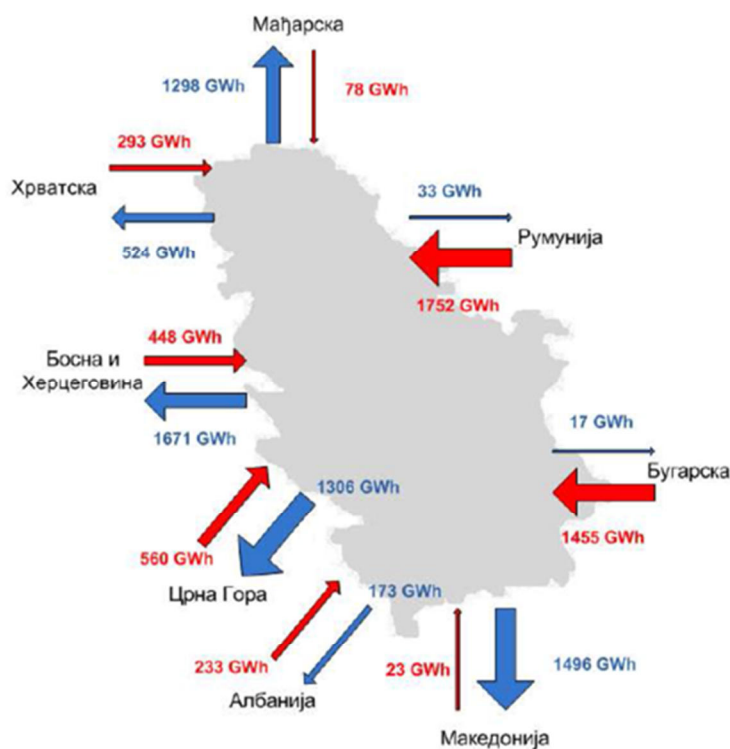 Мађарска
1298 GWh
78 GWh
293 GWh
Хрватска
33 GWh
524 GWh
Румунија
1752 GWh
448 GWh
Босна и
Херцеговина
1671 GWh
17 GWh
Бугарска
1306 GWh
1455 GWh
560 GWh
Црна Гора
173 GWh
233 GWh
23 GWh
1496 GWh
Албанија
Македонија